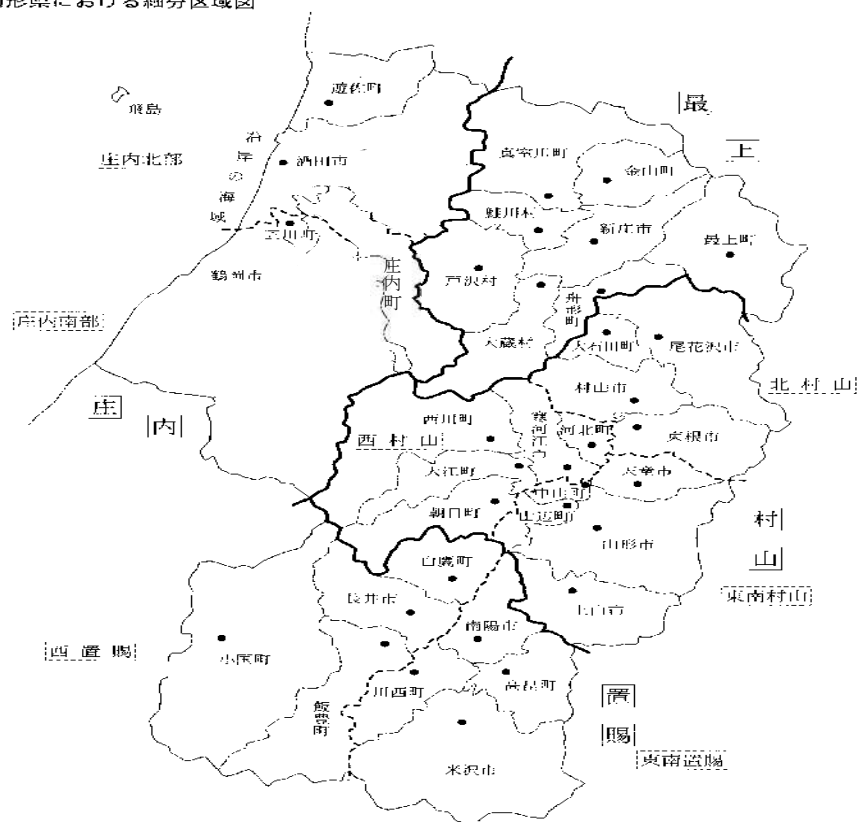 形県における細分区域図
飛島
遊佐町
沿岸の海域
庄内北部
酒田市
三川町
鶴岡市
庄内町
庄内南部
庄内
最上
真室川町
金山町
鮭川村
新庄市
最上町
戸沢村
舟形町
大蔵村
大石田町
尾花沢市
村山市
北村山
西川町
寒河江市
河北町
東根市
西村山
大江町
天童市
中山町
朝日町
山辺町
山形市
村山
上山市
東南村山
白鷹町
長井市
南陽市
西置賜
小国町
川西町
高畠町
飯豊町
置賜
米沢市
東南置賜